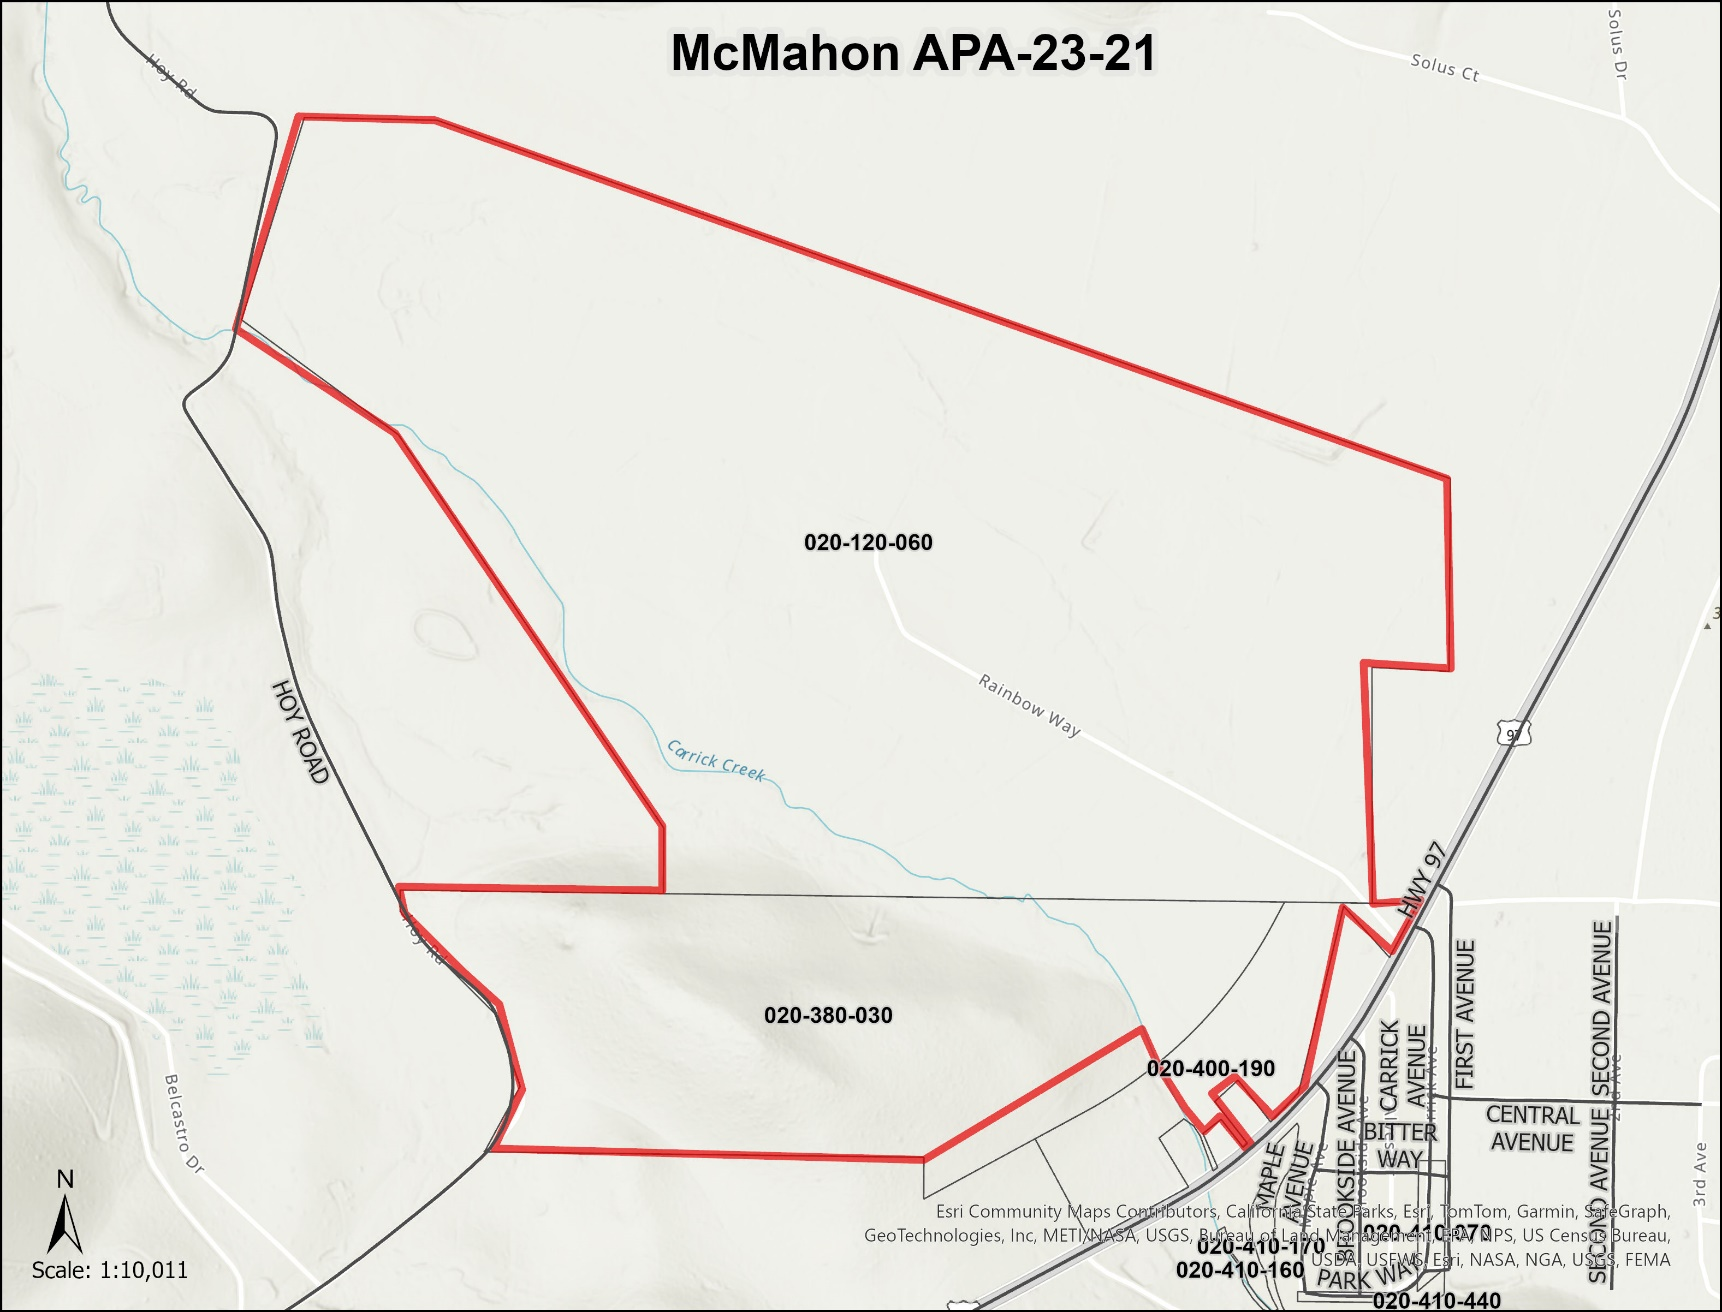 McMahon APA-23-21
Hoy Rd
Solus Ct
Solus Dr
020-120-060
Rainbow Way
HOY ROAD
Carrick Creek
97
3
HWY 97
Hoy Rd
020-380-030
020-400-190
FIRST AVENUE
SECOND AVENUE
SECOND AVENUE
2nd Ave
CARRICK
AVENUE
BROOKSIDE AVENUE
CENTRAL
AVENUE
BITTER
WAY
MAPLE
AVENUE
Belcastro Dr
3rd Ave
N
Scale: 1:10,011
Esri Community Maps Contributors, California State Parks, Esri, TomTom, Garmin, SafeGraph,
GeoTechnologies, Inc, METI/NASA, USGS, Bureau of Land Management, EPA, NPS, US Census Bureau,
USDA, USFWS, Esri, NASA, NGA, USGS, FEMA
020-410-170
020-410-160
PARK WAY
020-410-440